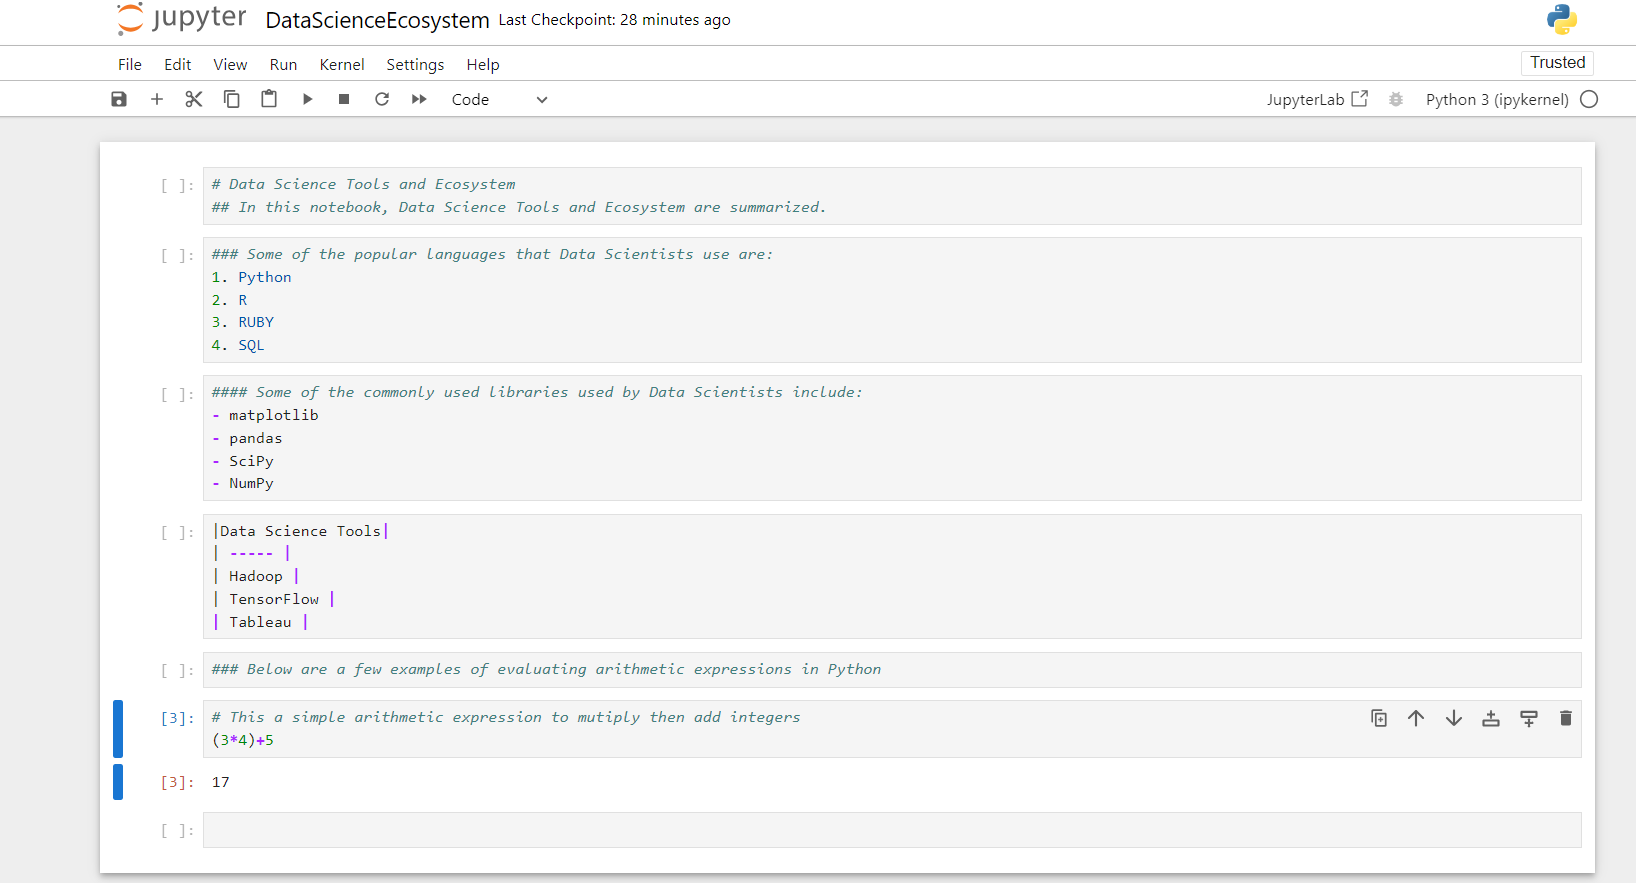 jupyter DataScienceEcosystem Last Checkpoint: 28 minutes ago
File Edit View Run Kernel Settings Help Trusted
Code JupyterLab Python 3 (ipykernel)
[ ]: # Data Science Tools and Ecosystem
## In this notebook, Data Science Tools and Ecosystem are summarized.
[ ]: ### Some of the popular languages that Data Scientists use are:
1. Python
2. R
3. RUBY
4. SQL
[ ]: #### Some of the commonly used libraries used by Data Scientists include:
- matplotlib
- pandas
- SciPy
- NumPy
[ ]: |Data Science Tools|
| ----- |
| Hadoop |
| TensorFlow |
| Tableau |
[ ]: ### Below are a few examples of evaluating arithmetic expressions in Python
[3]: # This a simple arithmetic expression to mutiply then add integers
(3*4)+5
[3]: 17
[ ]: